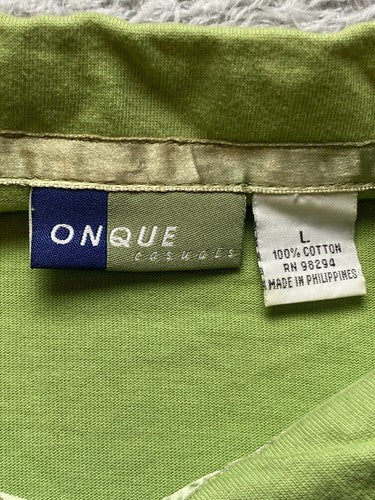 ONQUE
casuals
L
100% COTTON
RN 98294
MADE IN PHILIPPINES